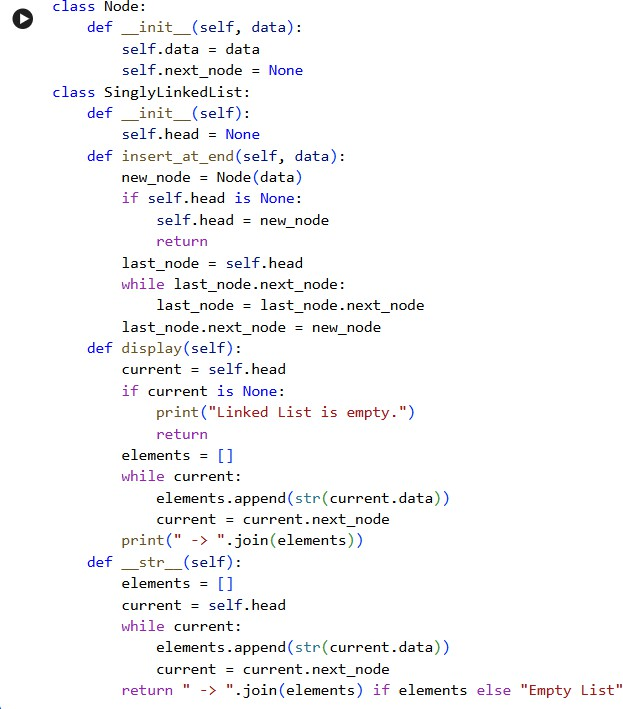 class Node:
    def __init__(self, data):
        self.data = data
        self.next_node = None
class SinglyLinkedList:
    def __init__(self):
        self.head = None
    def insert_at_end(self, data):
        new_node = Node(data)
        if self.head is None:
            self.head = new_node
            return
        last_node = self.head
        while last_node.next_node:
            last_node = last_node.next_node
        last_node.next_node = new_node
    def display(self):
        current = self.head
        if current is None:
            print("Linked List is empty.")
            return
        elements = []
        while current:
            elements.append(str(current.data))
            current = current.next_node
        print(" -> ".join(elements))
    def __str__(self):
        elements = []
        current = self.head
        while current:
            elements.append(str(current.data))
            current = current.next_node
        return " -> ".join(elements) if elements else "Empty List"